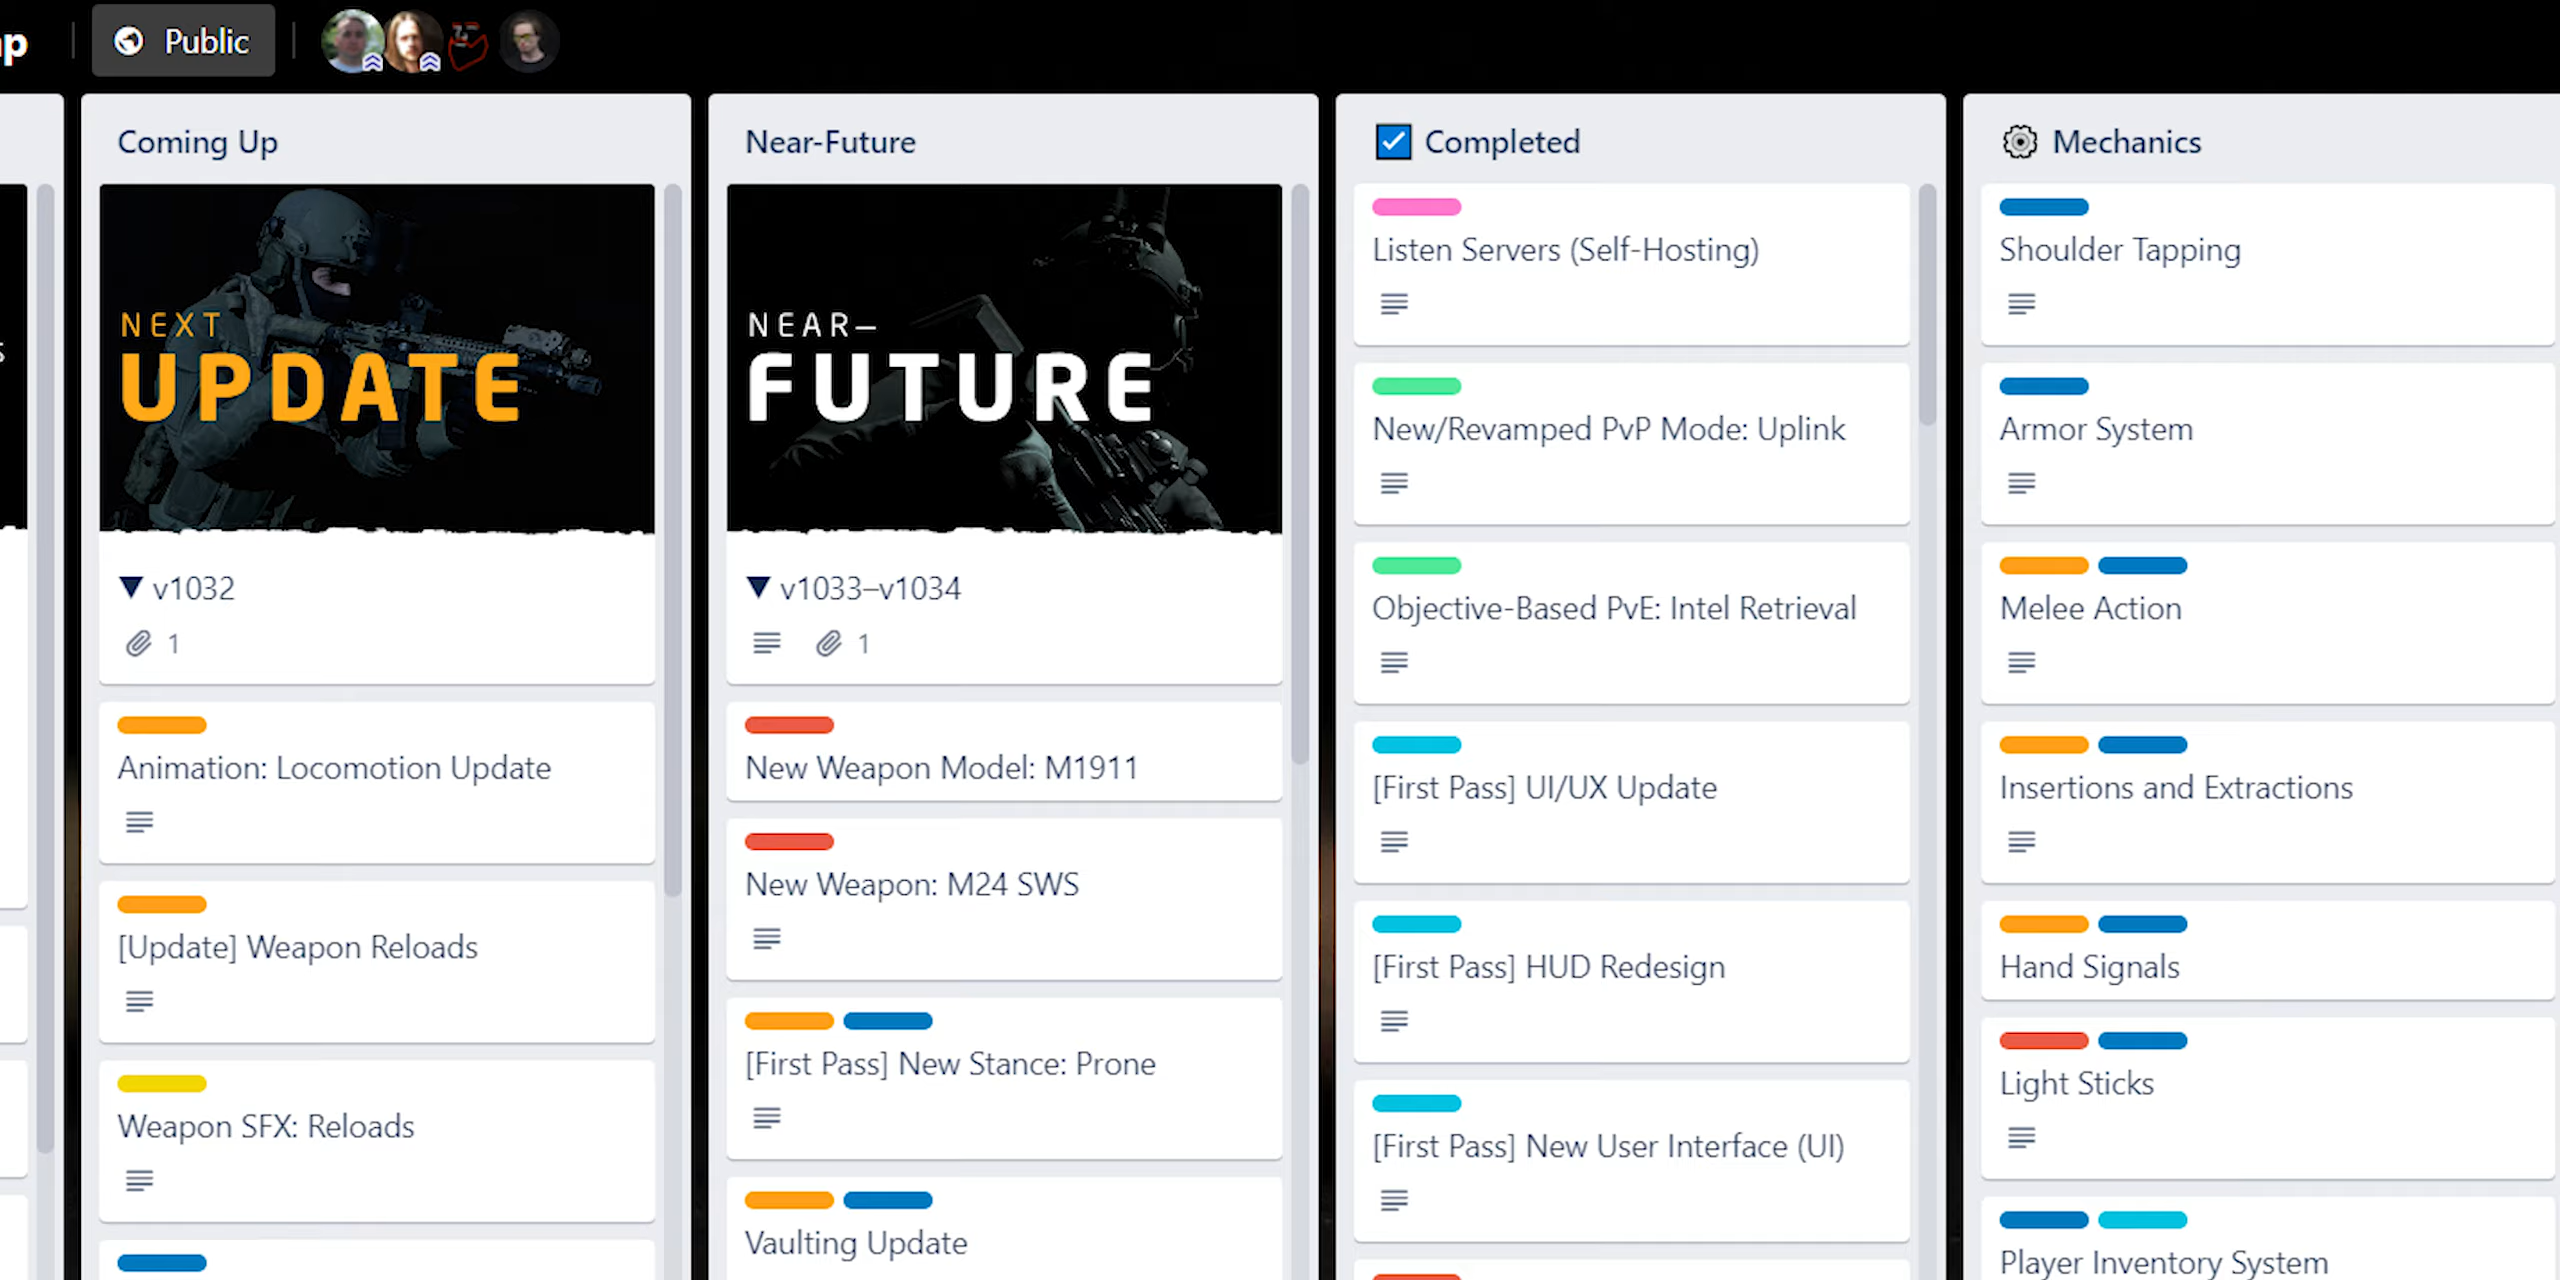 ap
Public
Coming Up
NEXT
UPDATE
▼ v1032
1
Animation: Locomotion Update
[Update] Weapon Reloads
Weapon SFX: Reloads
Near-Future
NEAR–
FUTURE
▼ v1033–v1034
1
New Weapon Model: M1911
New Weapon: M24 SWS
[First Pass] New Stance: Prone
Vaulting Update
Completed
Listen Servers (Self-Hosting)
New/Revamped PvP Mode: Uplink
Objective-Based PvE: Intel Retrieval
[First Pass] UI/UX Update
[First Pass] HUD Redesign
[First Pass] New User Interface (UI)
Mechanics
Shoulder Tapping
Armor System
Melee Action
Insertions and Extractions
Hand Signals
Light Sticks
Player Inventory System